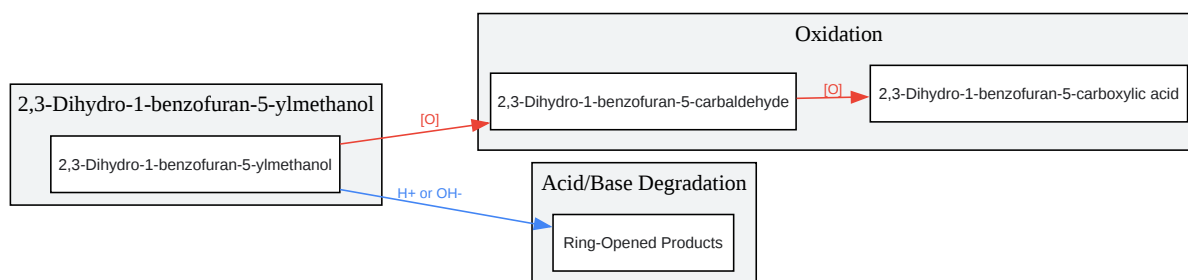 2,3-Dihydro-1-benzofuran-5-ylmethanol
2,3-Dihydro-1-benzofuran-5-ylmethanol
[O]
H+ or OH-
Oxidation
2,3-Dihydro-1-benzofuran-5-carbaldehyde
[O]
2,3-Dihydro-1-benzofuran-5-carboxylic acid
Acid/Base Degradation
Ring-Opened Products